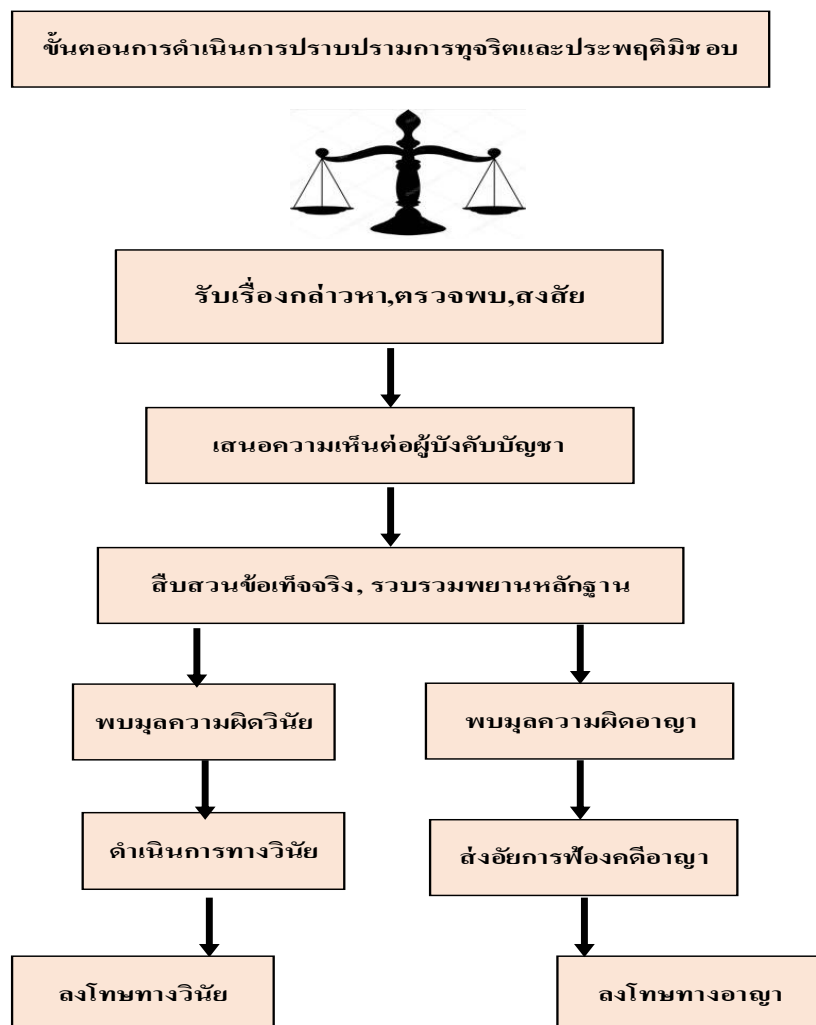 ขั้นตอนการดำเนินการปราบปรามการทุจริตและประพฤติมิช อบ
รับเรื่องกล่าวหา,ตรวจพบ,สงสัย
เสนอความเห็นต่อผู้บังคับบัญชา
สืบสวนข้อเท็จจริง, รวบรวมพยานหลักฐาน
พบมูลความผิดวินัย
พบมูลความผิดอาญา
ดำเนินการทางวินัย
ส่งอัยการฟ้องคดีอาญา
ลงโทษทางวินัย
ลงโทษทางอาญา